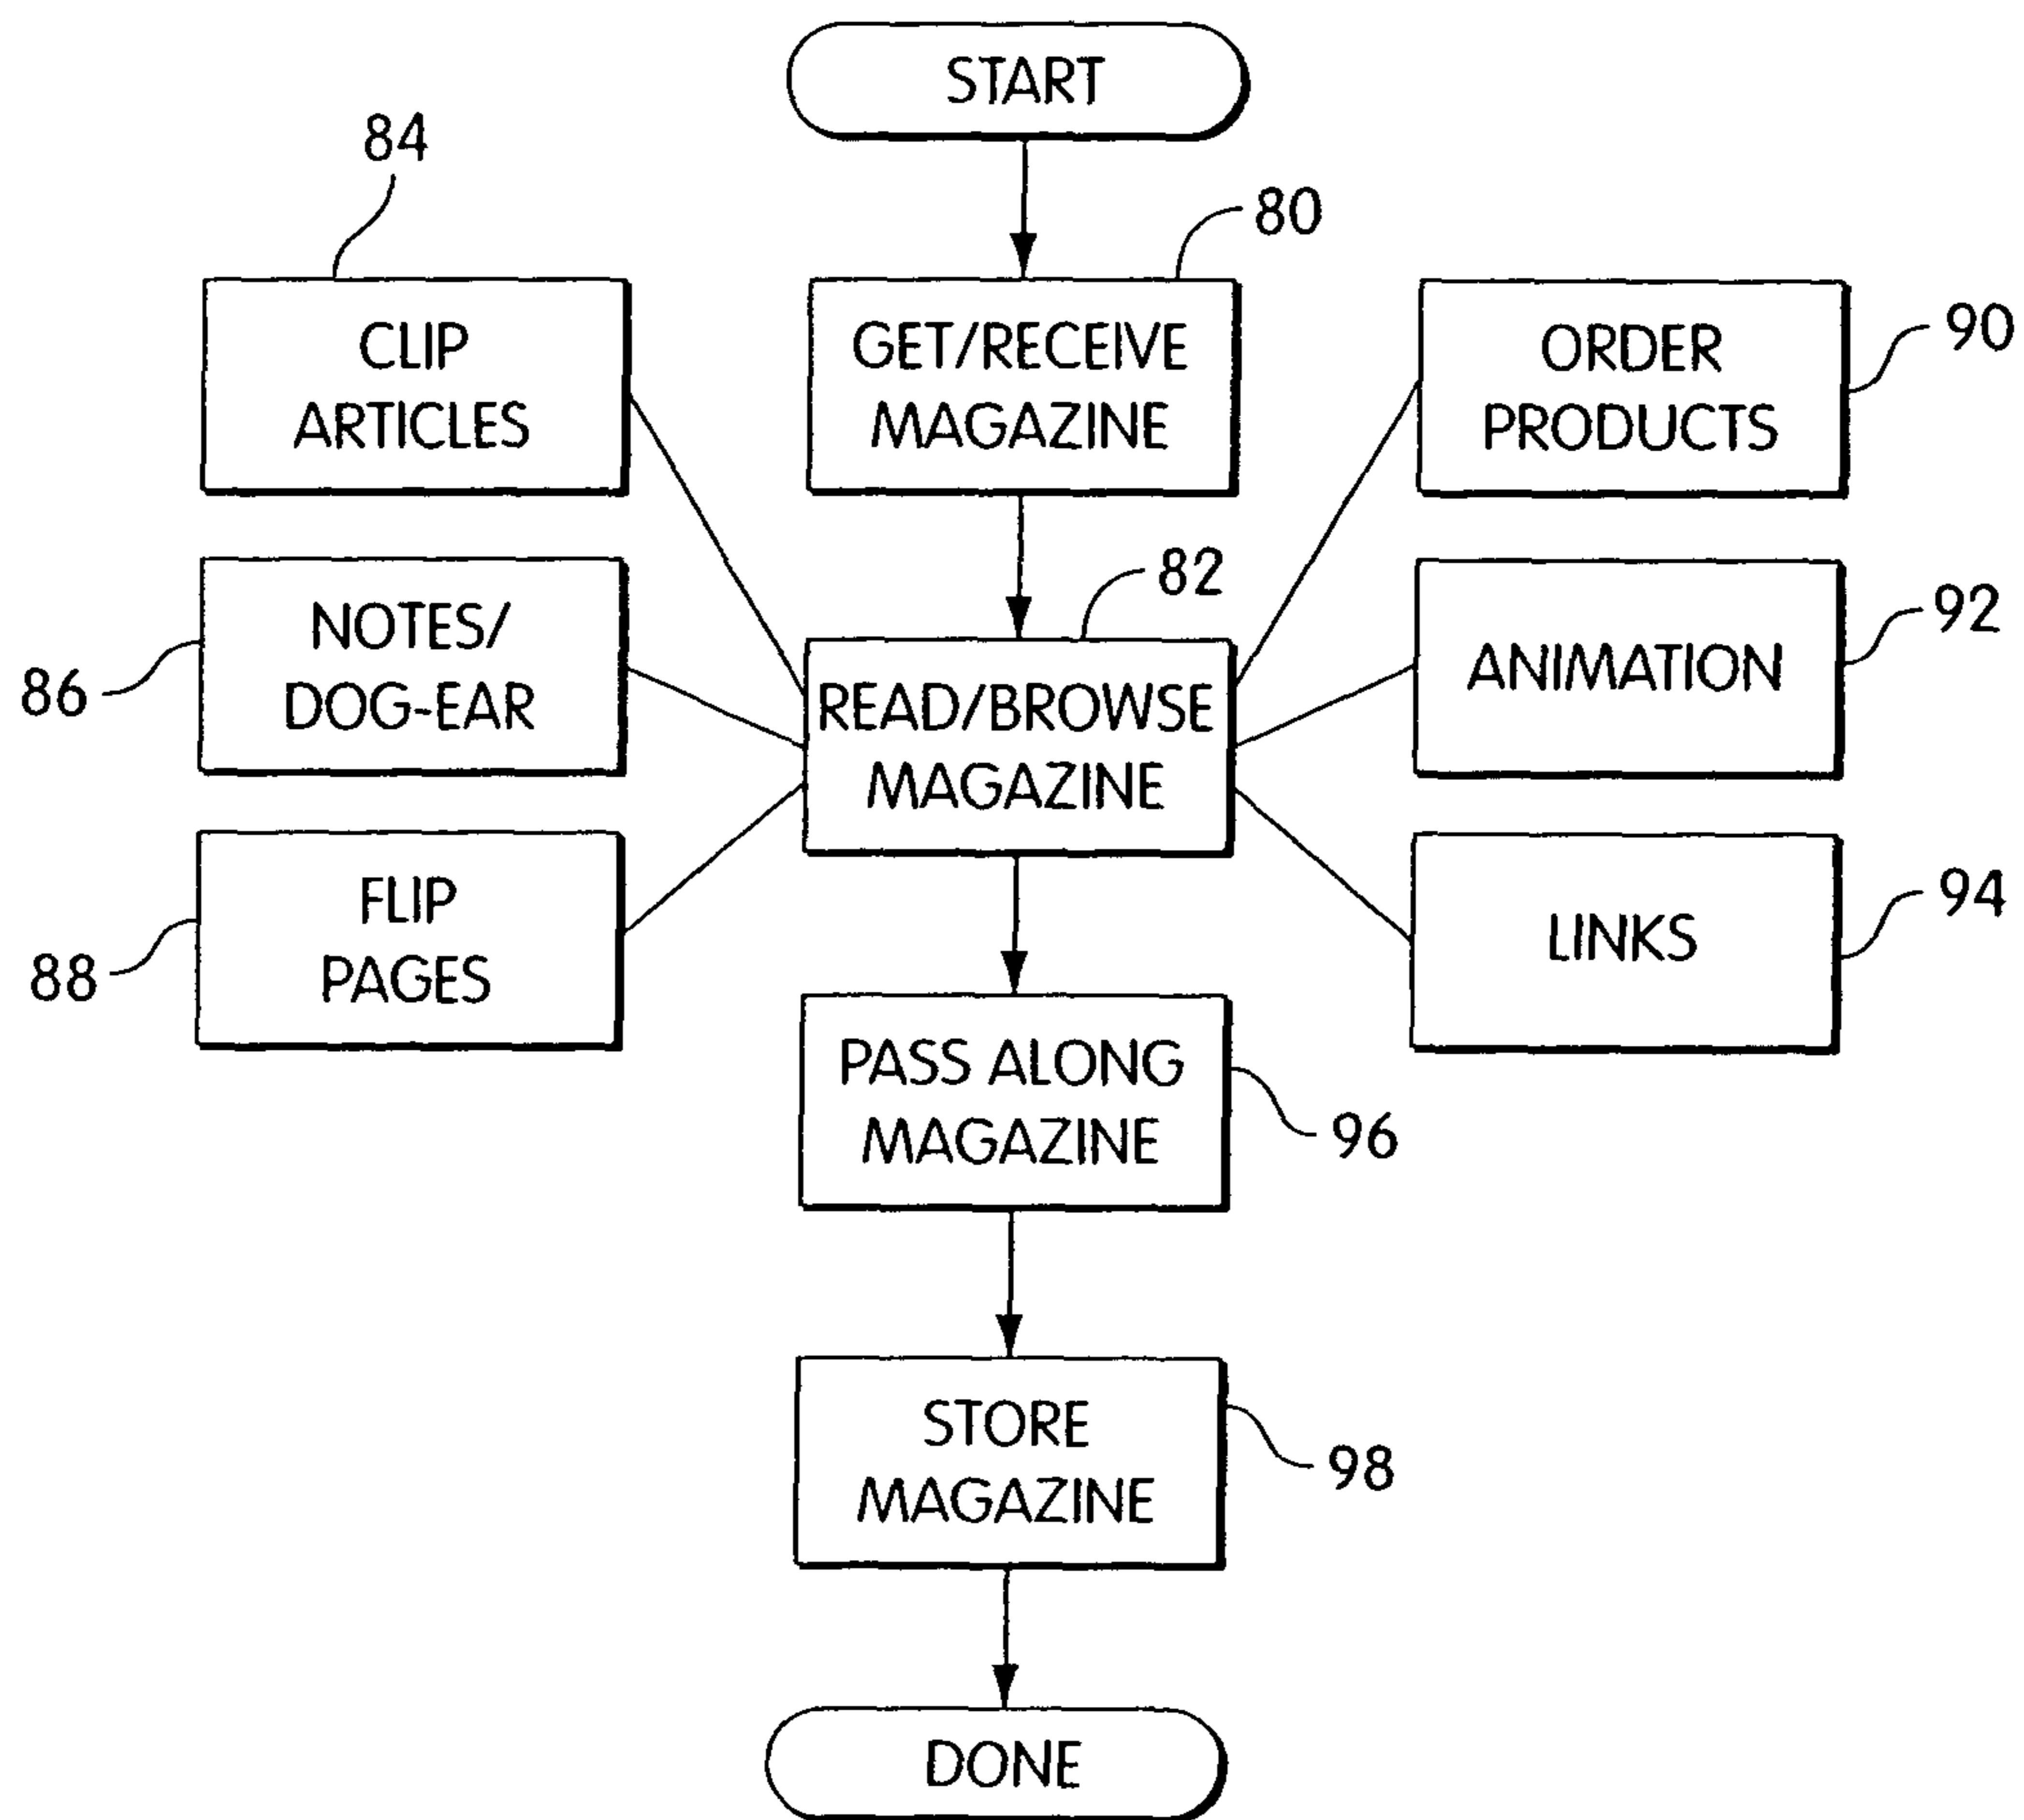 START
84
80
CLIP
ARTICLES
GET/RECEIVE
MAGAZINE
ORDER
PRODUCTS
90
82
NOTES/
DOG-EAR
86
READ/BROWSE
MAGAZINE
ANIMATION
92
FLIP
PAGES
88
LINKS
94
PASS ALONG
MAGAZINE
96
STORE
MAGAZINE
98
DONE